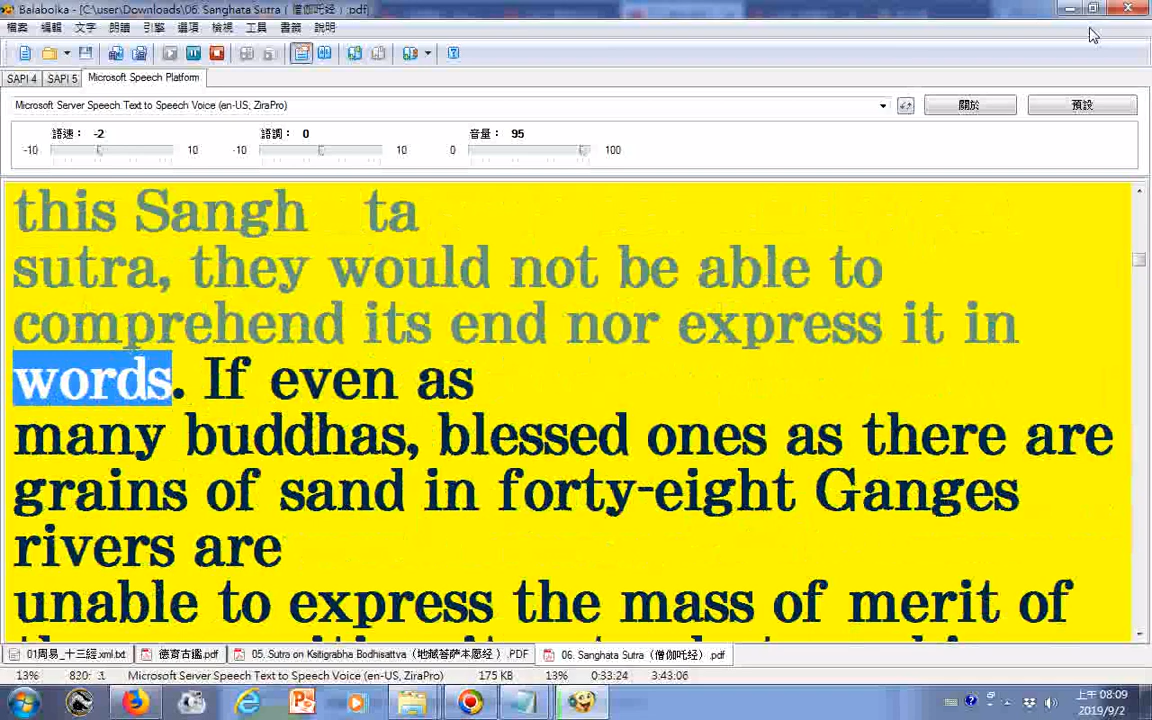 Balabolka - [C:\user\Downloads\06. Sanghata Sutra（僧伽吒经）.pdf]
檔案 編輯 文字 朗讀 引擎 選項 檢視 工具 書籤 說明
SAPI 4 SAPI 5 Microsoft Speech Platform
Microsoft Server Speech Text to Speech Voice (en-US, ZiraPro) 關於 預設
語速： -2 語調： 0 音量： 95
-10 10 -10 10 0 100
this Sangh ta
sutra, they would not be able to
comprehend its end nor express it in
words. If even as
many buddhas, blessed ones as there are
grains of sand in forty-eight Ganges
rivers are
unable to express the mass of merit of
01周易_十三經.xml.txt 德育古鑑.pdf 05. Sutra on Ksitigrabha Bodhisattva（地藏菩萨本愿经）.PDF 06. Sanghata Sutra（僧伽吒经）.pdf
13% 820: Microsoft Server Speech Text to Speech Voice (en-US, ZiraPro) 175 KB 13% 0:33:24 3:43:06
上午 08:09
2019/9/2